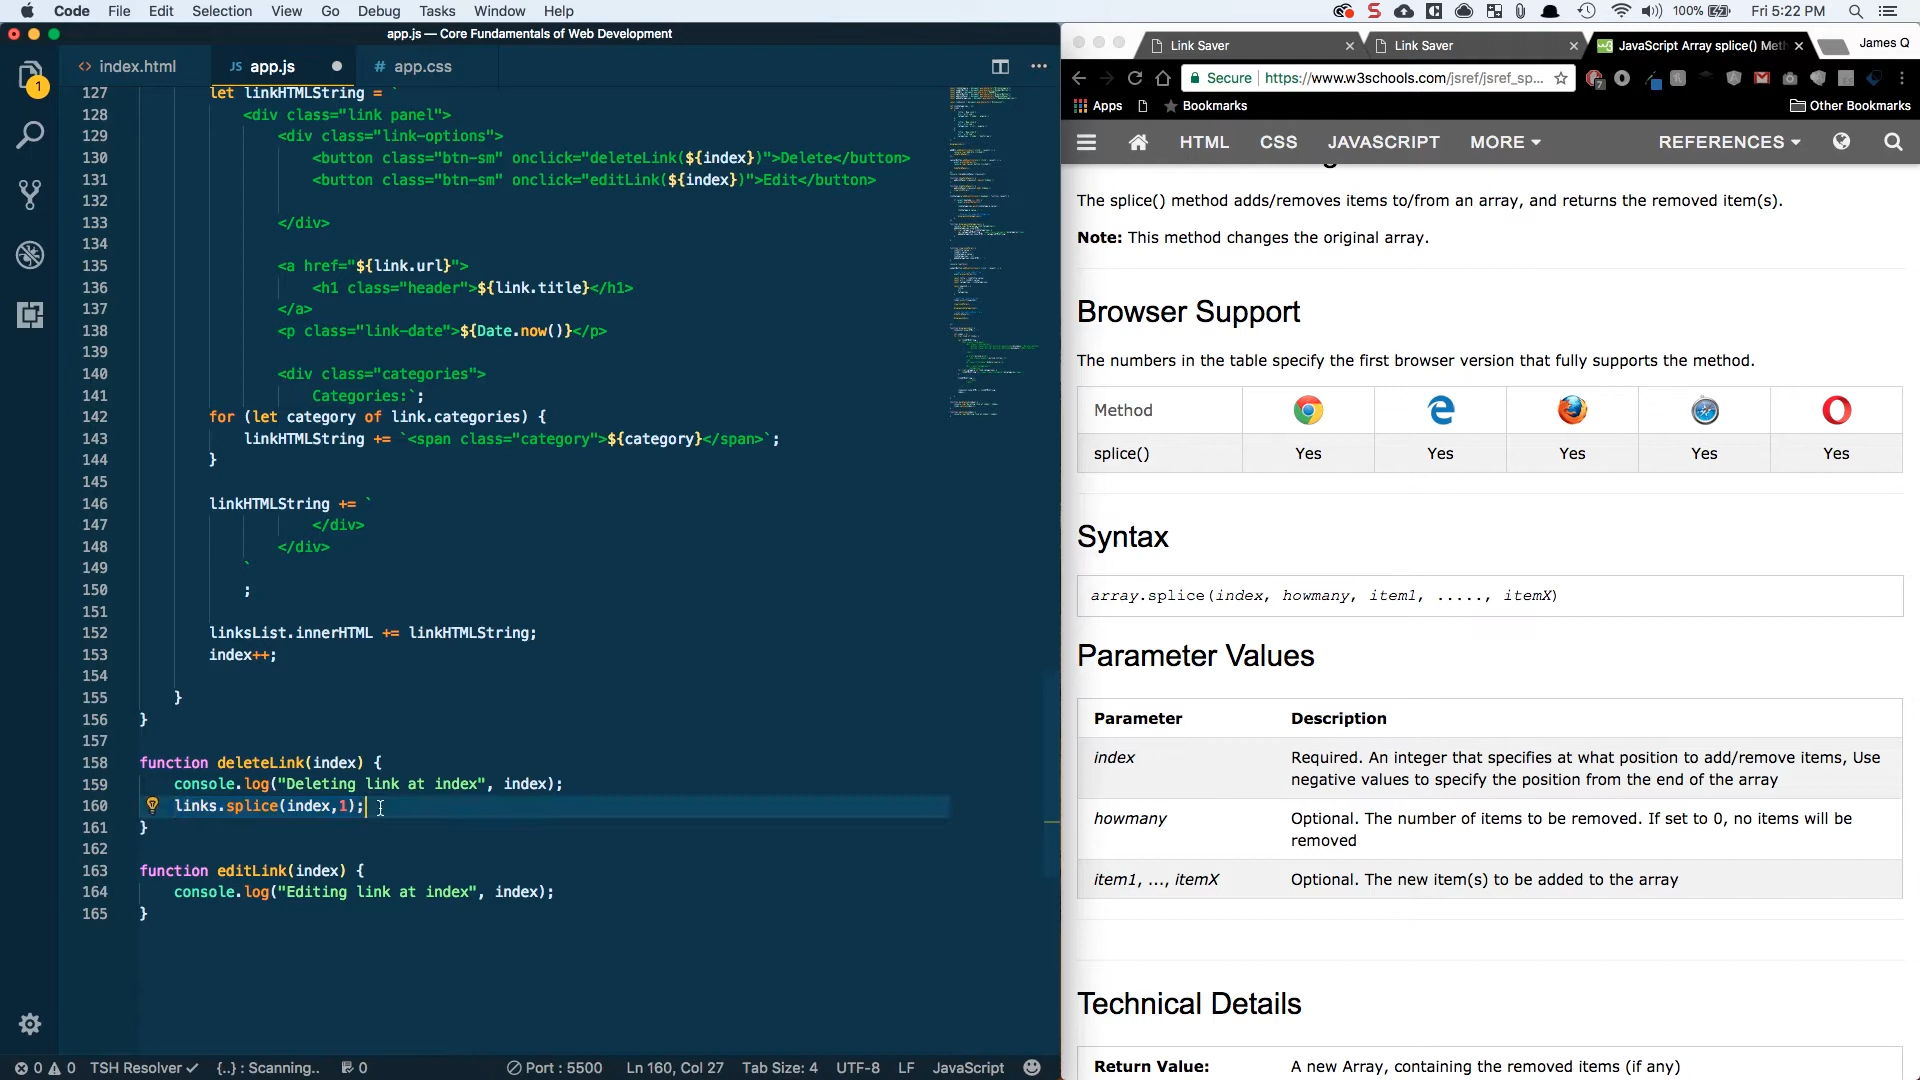 Code File Edit Selection View Go Debug Tasks Window Help
100% Fri 5:22 PM
app.js — Core Fundamentals of Web Development
1
<> index.html
JS app.js
# app.css
127 let linkHTMLString = `
128 <div class="link panel">
129 <div class="link-options">
130 <button class="btn-sm" onclick="deleteLink(${index})">Delete</button>
131 <button class="btn-sm" onclick="editLink(${index})">Edit</button>
132
133 </div>
134
135 <a href="${link.url}">
136 <h1 class="header">${link.title}</h1>
137 </a>
138 <p class="link-date">${Date.now()}</p>
139
140 <div class="categories">
141 Categories:`;
142 for (let category of link.categories) {
143 linkHTMLString += `<span class="category">${category}</span>`;
144 }
145
146 linkHTMLString += `
147 </div>
148 </div>
149 `
150 ;
151
152 linksList.innerHTML += linkHTMLString;
153 index++;
154
155 }
156 }
157
158 function deleteLink(index) {
159 console.log("Deleting link at index", index);
160 links.splice(index,1);
161 }
162
163 function editLink(index) {
164 console.log("Editing link at index", index);
165 }
0 0 TSH Resolver {..} : Scanning.. 0 Port : 5500 Ln 160, Col 27 Tab Size: 4 UTF-8 LF JavaScript
Link Saver
Link Saver
JavaScript Array splice() Meth
James Q
Secure https://www.w3schools.com/jsref/jsref_sp...
7
Apps Bookmarks Other Bookmarks
HTML CSS JAVASCRIPT MORE REFERENCES
The splice() method adds/removes items to/from an array, and returns the removed item(s).
Note: This method changes the original array.
Browser Support
The numbers in the table specify the first browser version that fully supports the method.
Method
splice() Yes Yes Yes Yes Yes
Syntax
array.splice(index, howmany, item1, ....., itemX)
Parameter Values
Parameter Description
index Required. An integer that specifies at what position to add/remove items, Use
negative values to specify the position from the end of the array
howmany Optional. The number of items to be removed. If set to 0, no items will be
removed
item1, ..., itemX Optional. The new item(s) to be added to the array
Technical Details
Return Value: A new Array, containing the removed items (if any)